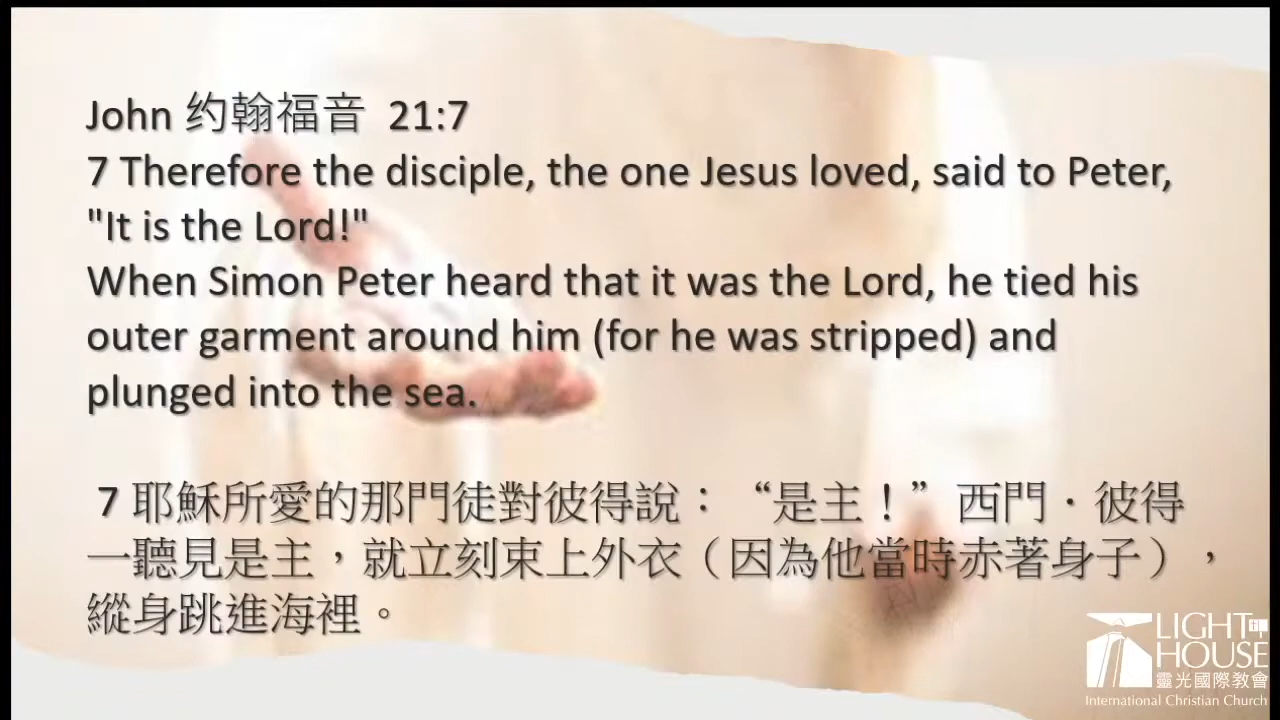 John 约翰福音 21:7
7 Therefore the disciple, the one Jesus loved, said to Peter,
"It is the Lord!"
When Simon Peter heard that it was the Lord, he tied his
outer garment around him (for he was stripped) and
plunged into the sea.
7 耶穌所愛的那門徒對彼得說：“是主！”西門．彼得
一聽見是主，就立刻束上外衣（因為他當時赤著身子），
縱身跳進海裡。
LIGHT
HOUSE
靈光國際教會
International Christian Church